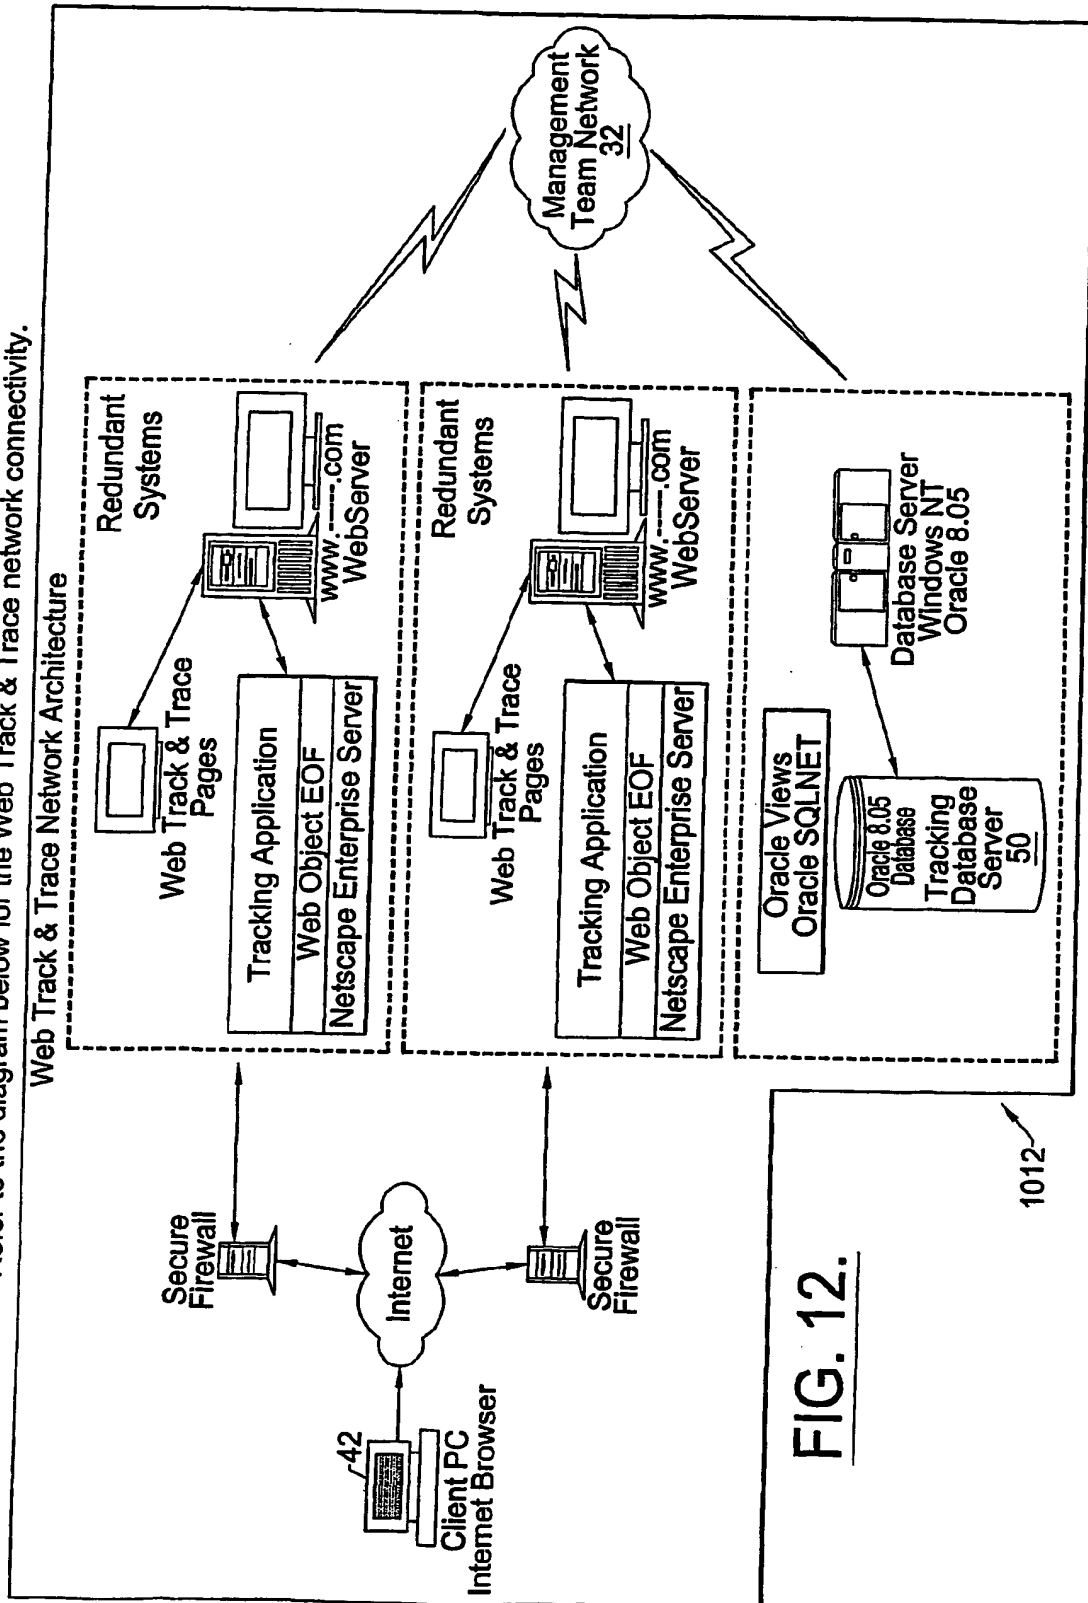 Refer to the diagram below for the Web Track & Trace network connectivity.
Web Track & Trace Network Architecture
42
Client PC
Internet Browser
Internet
Secure
Firewall
Secure
Firewall
Redundant
Systems
Web Track & Trace
Pages
Tracking Application
Web Object EOF
Netscape Enterprise Server
www.-----.com
WebServer
Redundant
Systems
Web Track & Trace
Pages
Tracking Application
Web Object EOF
Netscape Enterprise Server
www.-----.com
WebServer
Oracle Views
Oracle SQLNET
Oracle 8.05
Database
Tracking
Database
Server
50
Database Server
Windows NT
Oracle 8.05
Management
Team Network
32
1012
FIG. 12.